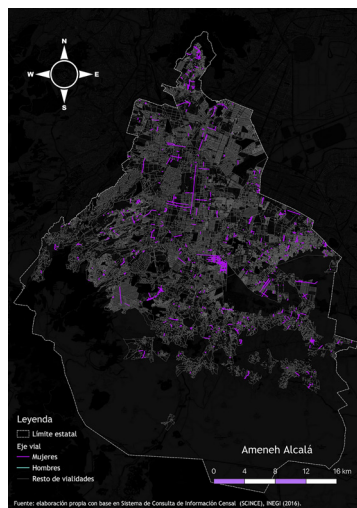 N
W E
S
Leyenda
Límite estatal
Eje vial
Mujeres
Hombres
Resto de vialidades
Ameneh Alcalá
0 4 8 12 16 km
Fuente: elaboración propia con base en Sistema de Consulta de Información Censal (SCINCE), INEGI (2016).